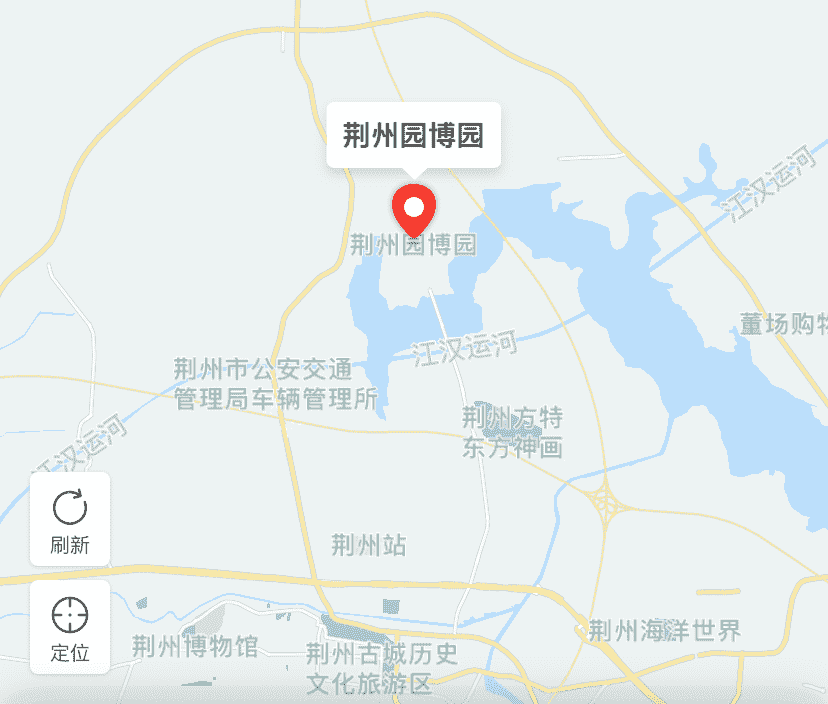 荆州园博园
江汉运河
荆州园博园
董场购物
江汉运河
荆州市公安交通
管理局车辆管理所
荆州方特
东方神画
江汉运河
刷新
荆州站
定位
荆州博物馆
荆州海洋世界
荆州古城历史
文化旅游区